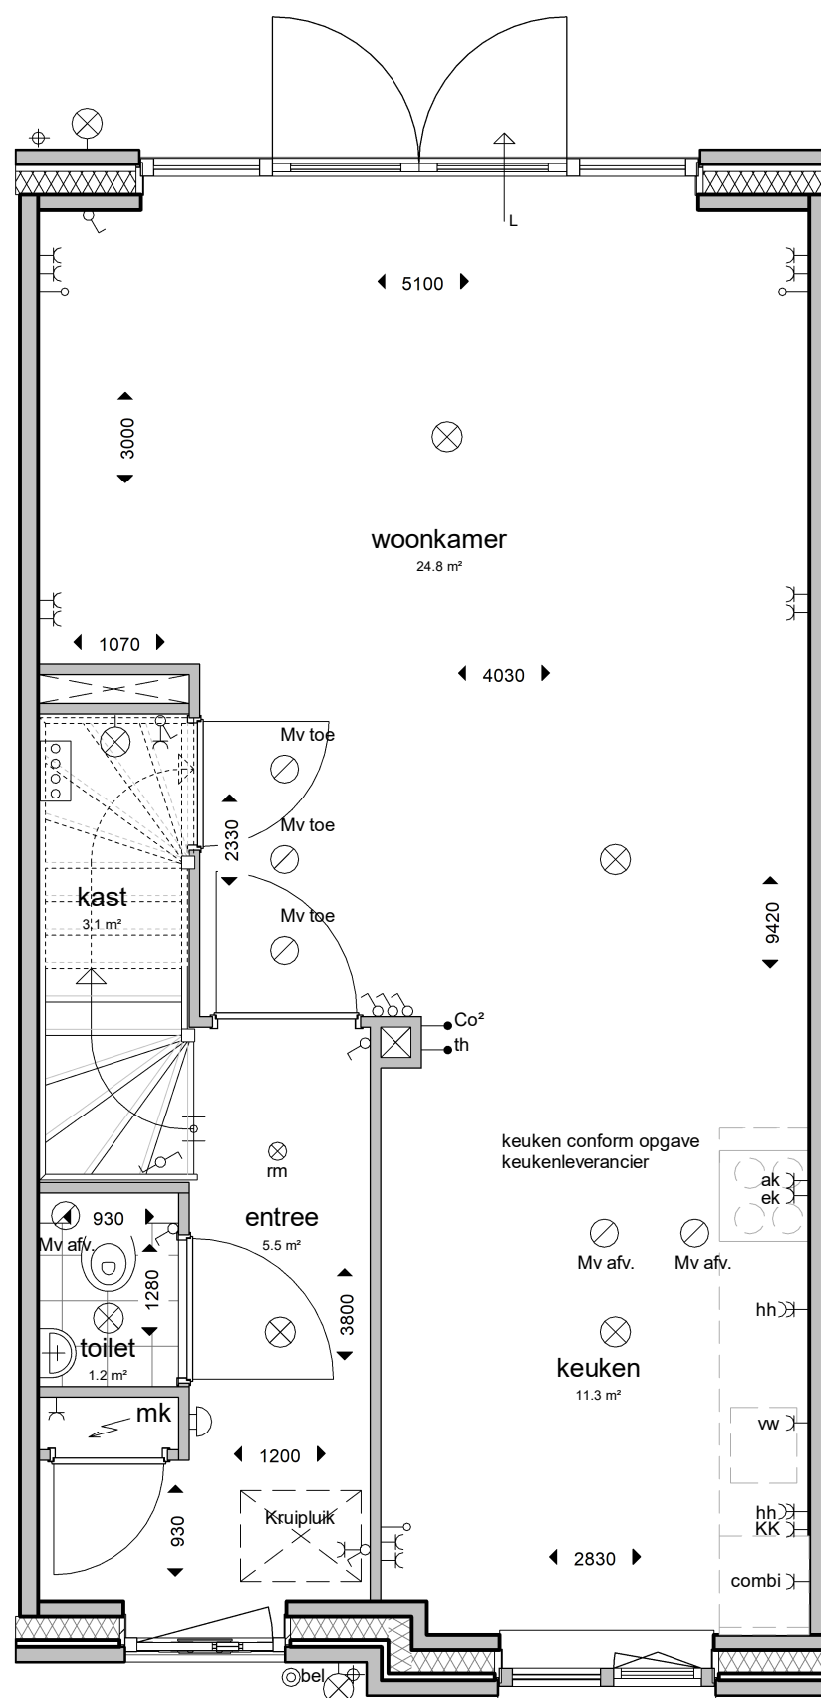 L
5100
3000
woonkamer
24.8 m²
1070
4030
Mv toe
2330
Mv toe
kast
3.1 m²
Mv toe
9420
Co²
th
keuken conform opgave
keukenleverancier
rm
ak
ek
930
entree
5.5 m²
Mv afv.
1280
Mv afv.
Mv afv.
3800
hh
toilet
1.2 m²
keuken
11.3 m²
mk
vw
1200
930
Kruipluik
hh
KK
2830
combi
bel